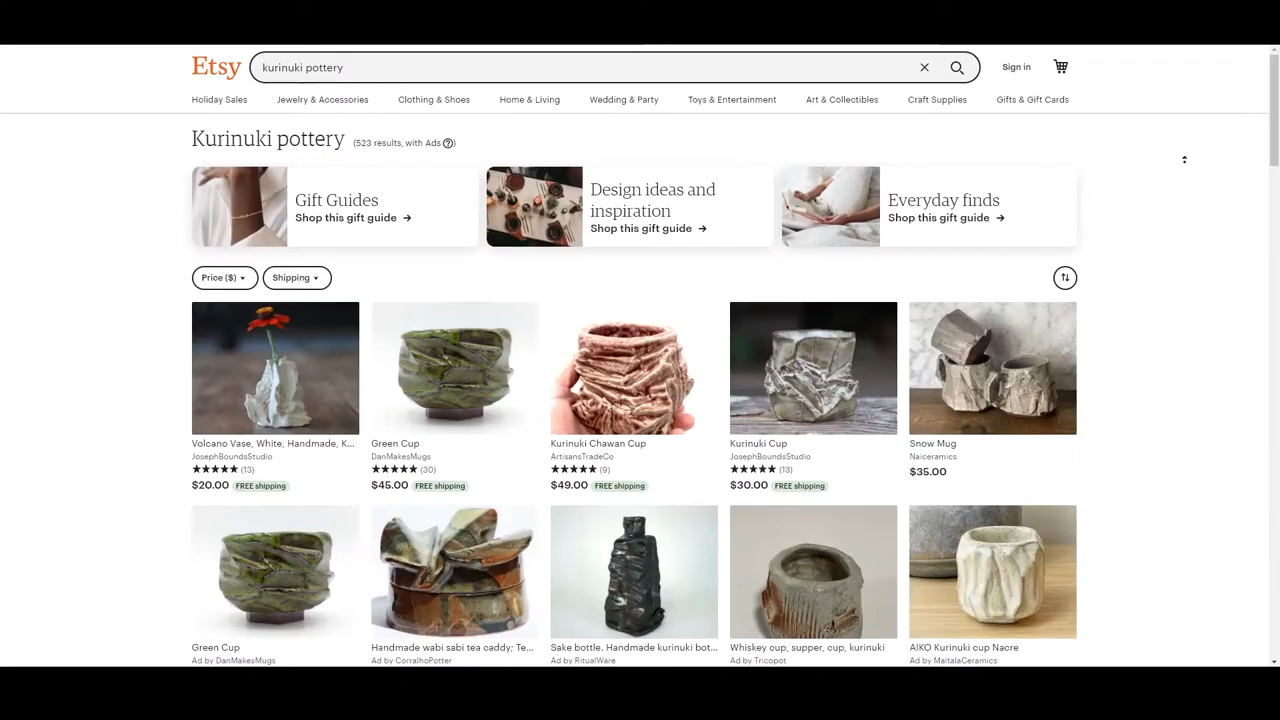 Etsy
kurinuki pottery
Sign in
Holiday Sales
Jewelry & Accessories
Clothing & Shoes
Home & Living
Wedding & Party
Toys & Entertainment
Art & Collectibles
Craft Supplies
Gifts & Gift Cards
Kurinuki pottery
(523 results, with Ads ?)
Gift Guides
Shop this gift guide →
Design ideas and
inspiration
Shop this gift guide →
Everyday finds
Shop this gift guide →
Price ($)
Shipping
Volcano Vase, White, Handmade, K...
JosephBoundsStudio
★★★★★ (13)
$20.00 FREE shipping
Green Cup
DanMakesMugs
★★★★★ (30)
$45.00 FREE shipping
Kurinuki Chawan Cup
ArtisansTradeCo
★★★★★ (9)
$49.00 FREE shipping
Kurinuki Cup
JosephBoundsStudio
★★★★★ (13)
$30.00 FREE shipping
Snow Mug
Naiceramics
$35.00
Green Cup
Ad by DanMakesMugs
Handmade wabi sabi tea caddy; Te...
Ad by CorralhoPotter
Sake bottle. Handmade kurinuki bot...
Ad by RitualWare
Whiskey cup, supper, cup, kurinuki
Ad by Tricopot
AIKO Kurinuki cup Nacre
Ad by MaitalaCeramics